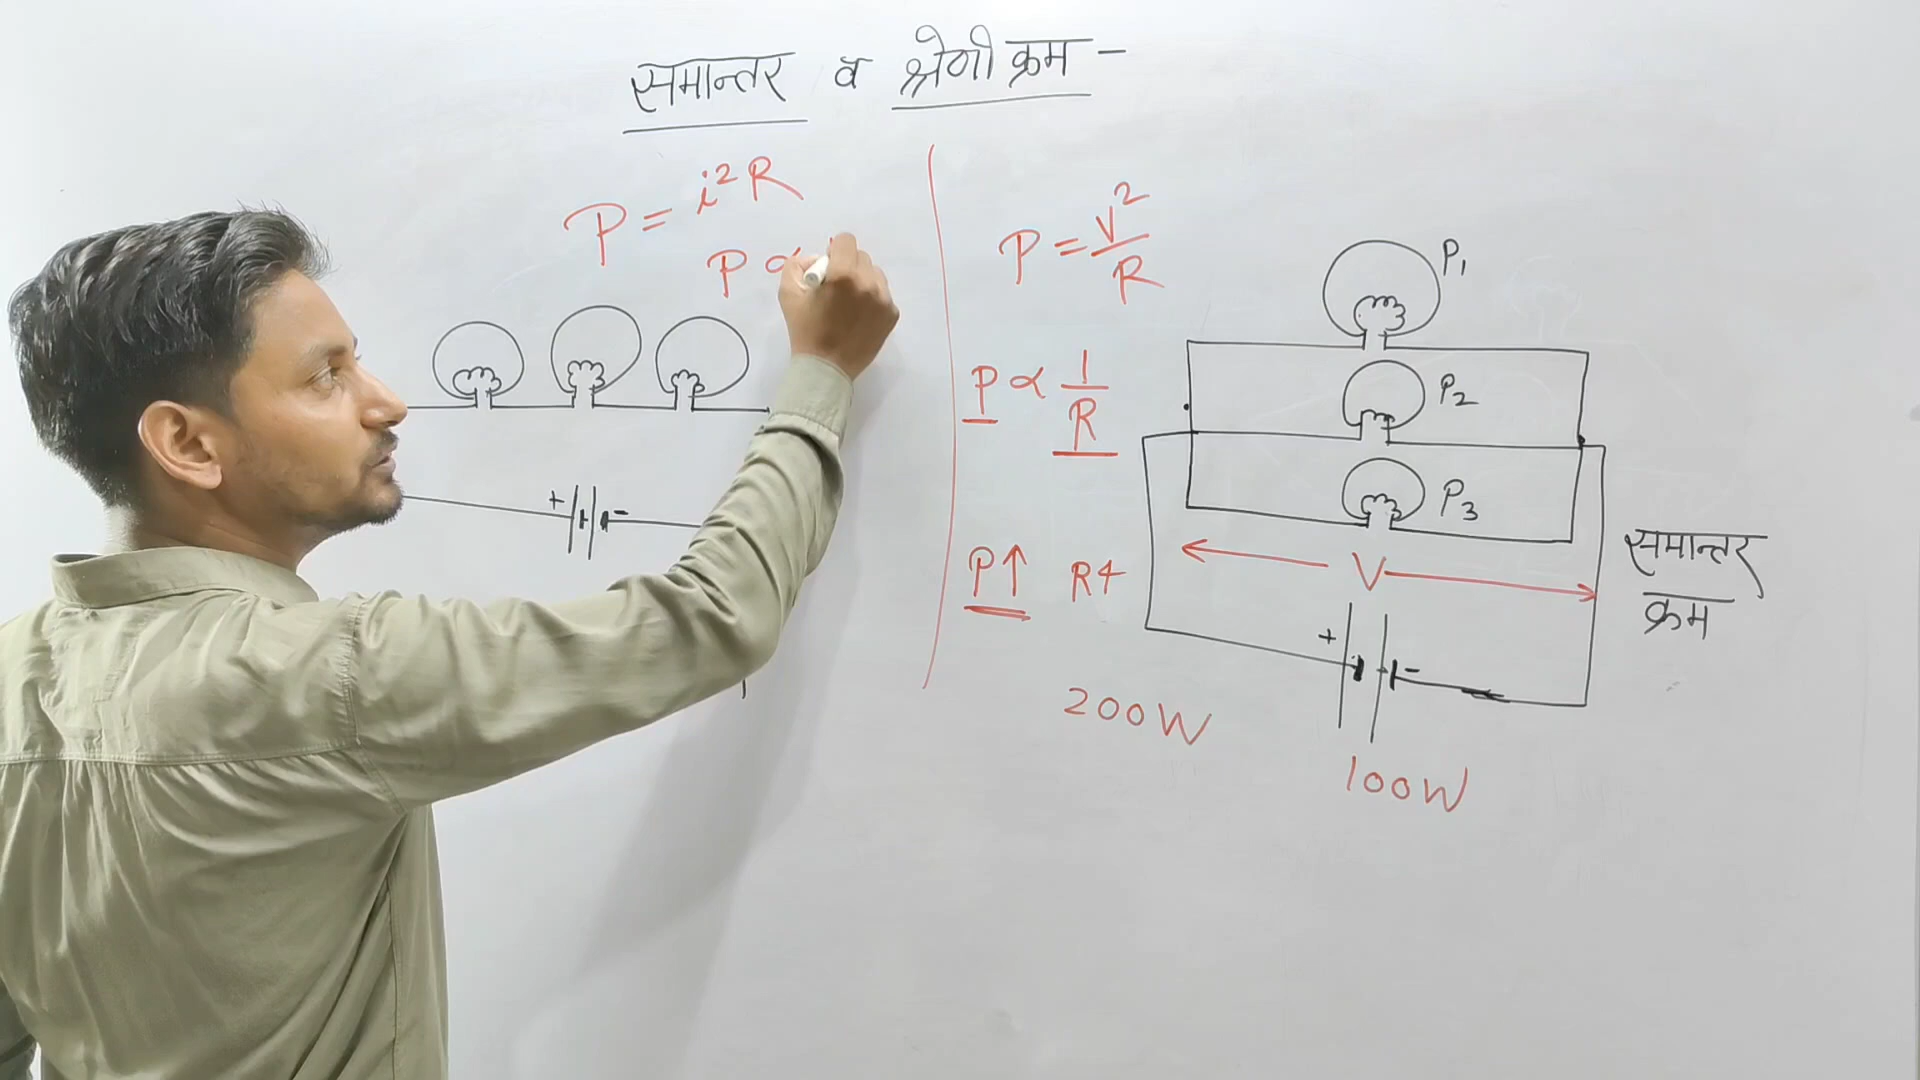 समान्तर व श्रेणी क्रम -
P = i²R
P ∝
+ -
P = V²/R
P ∝ 1/R
P↑ R↓
200W
P₁
P₂
P₃
V
+ -
100W
समान्तर
क्रम